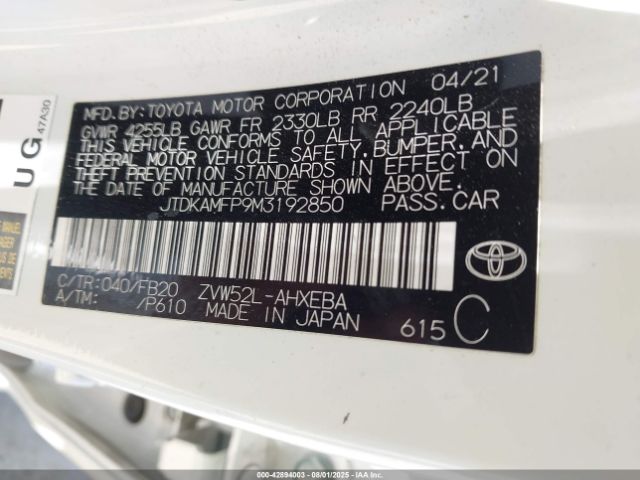 MFD.BY:TOYOTA MOTOR CORPORATION 04/21
GVWR 4255LB GAWR FR 2330LB RR 2240LB
THIS VEHICLE CONFORMS TO ALL APPLICABLE
FEDERAL MOTOR VEHICLE SAFETY, BUMPER, AND
THEFT PREVENTION STANDARDS IN EFFECT ON
THE DATE OF MANUFACTURE SHOWN ABOVE.
JTDKAMFP9M3192850 PASS.CAR
C/TR:040/FB20 ZVW52L-AHXEBA
A/TM: /P610 MADE IN JAPAN 615 C
UG 47A30
000-42894003 - 08/01/2025 - IAAI.COM